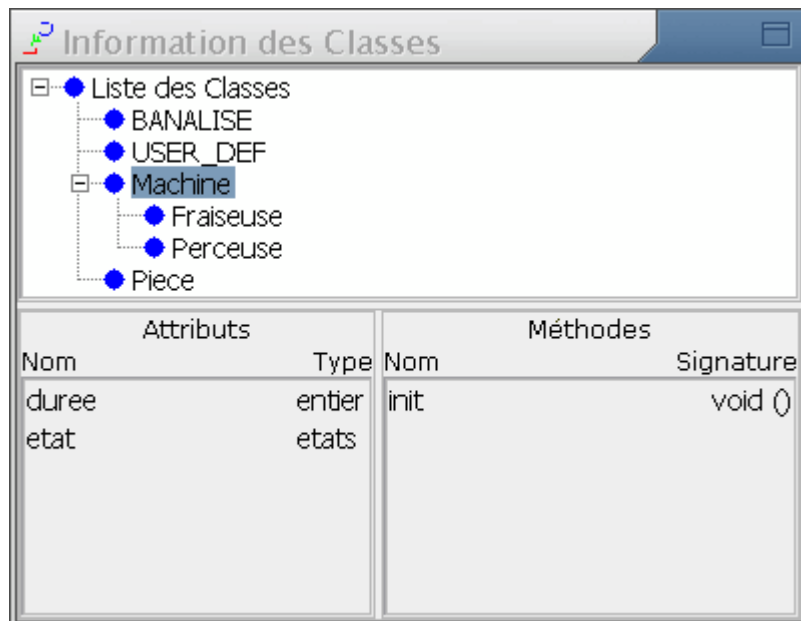 Information des Classes
Liste des Classes
BANALISE
USER_DEF
Machine
Fraiseuse
Perceuse
Piece
Attributs
Nom Type
duree entier
etat etats
Méthodes
Nom Signature
init void ()